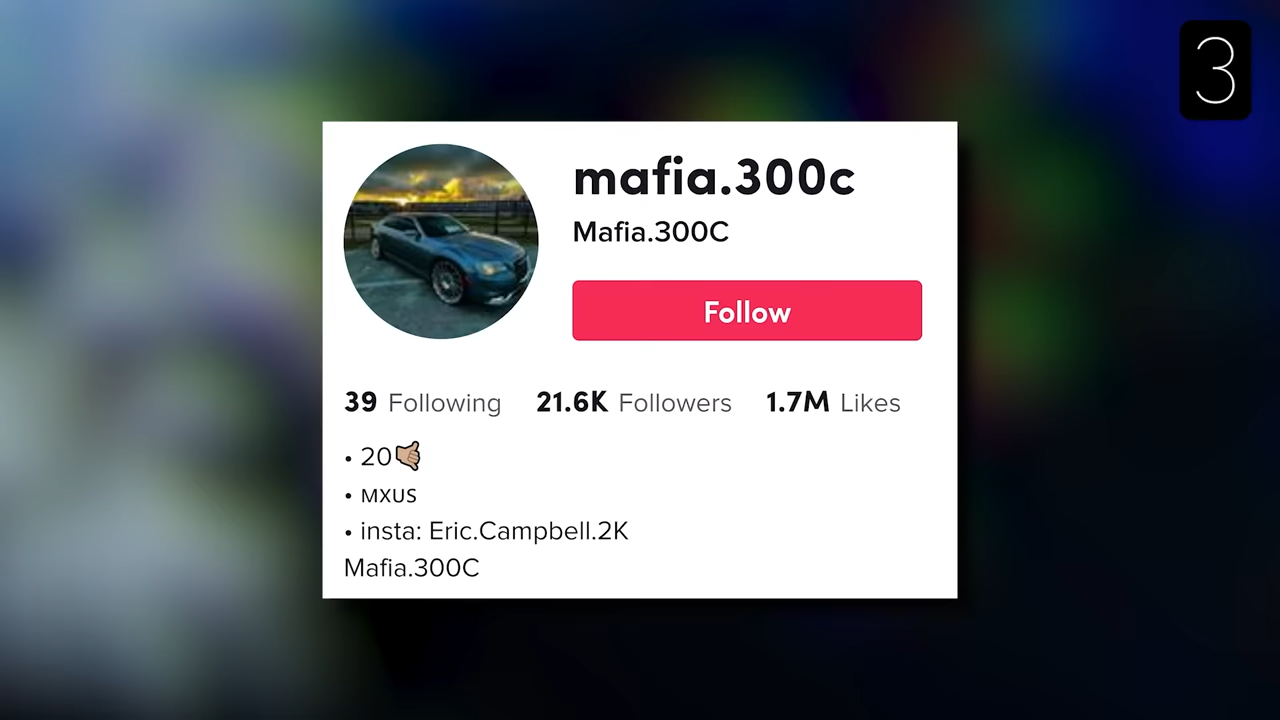 3
mafia.300c
Mafia.300C
Follow
39 Following 21.6K Followers 1.7M Likes
• 20🤙🏼
• ᴍxᴜs
• insta: Eric.Campbell.2K
Mafia.300C